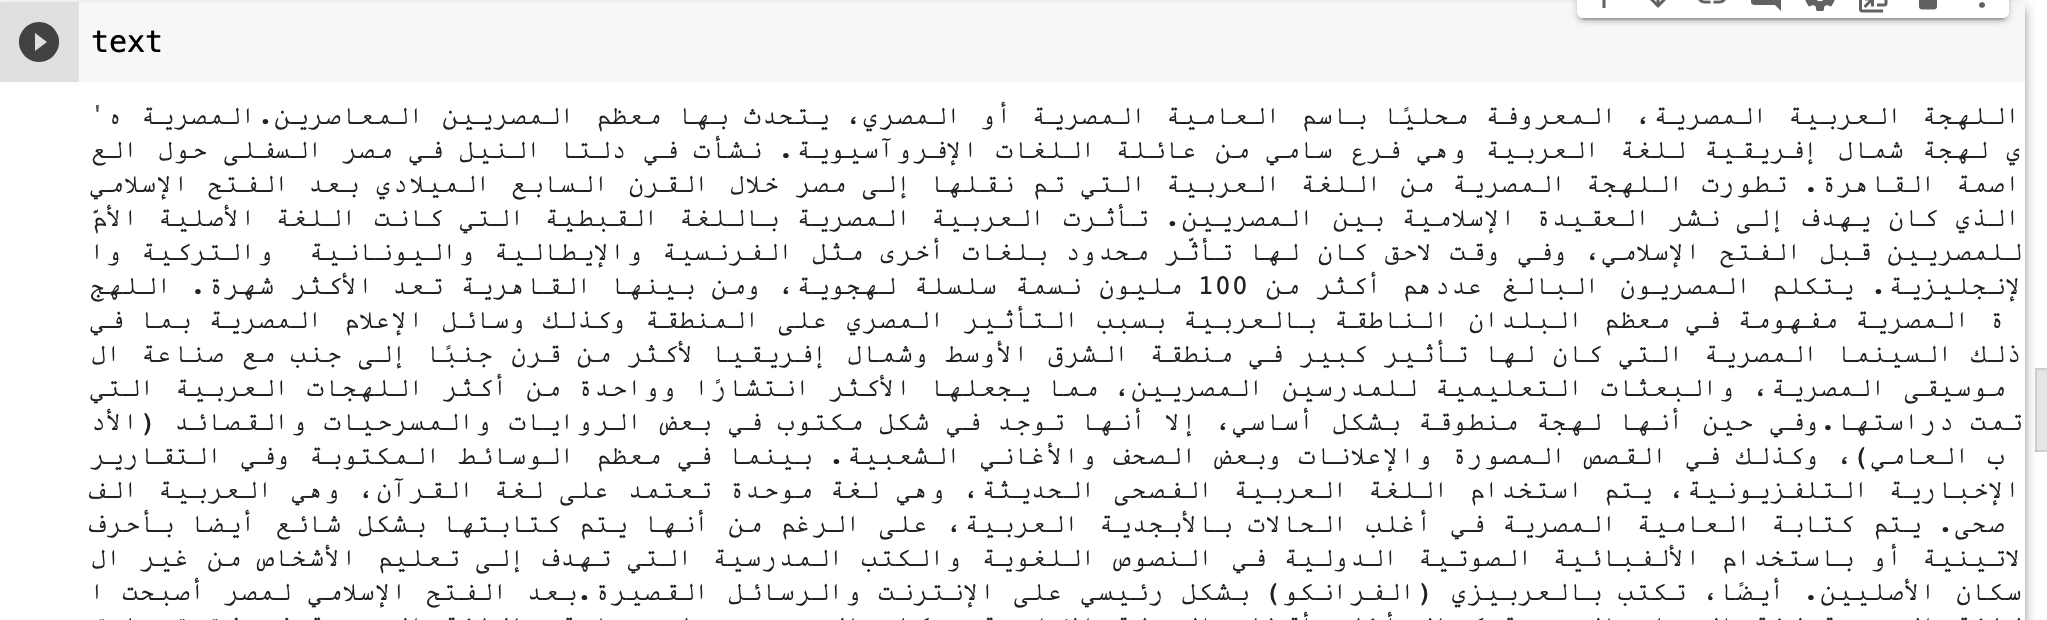 text
'اللهجة العربية المصرية، المعروفة محليًا باسم العامية المصرية أو المصري، يتحدث بها معظم المصريين المعاصرين.المصرية ه
ي لهجة شمال إفريقية للغة العربية وهي فرع سامي من عائلة اللغات الإفروآسيوية. نشأت في دلتا النيل في مصر السفلى حول الع
اصمة القاهرة. تطورت اللهجة المصرية من اللغة العربية التي تم نقلها إلى مصر خلال القرن السابع الميلادي بعد الفتح الإسلامي
الذي كان يهدف إلى نشر العقيدة الإسلامية بين المصريين. تأثرت العربية المصرية باللغة القبطية التي كانت اللغة الأصلية الأمّ
للمصريين قبل الفتح الإسلامي، وفي وقت لاحق كان لها تأثّر محدود بلغات أخرى مثل الفرنسية والإيطالية واليونانية  والتركية وا
لإنجليزية. يتكلم المصريون البالغ عددهم أكثر من 100 مليون نسمة سلسلة لهجوية، ومن بينها القاهرية تعد الأكثر شهرة. اللهج
ة المصرية مفهومة في معظم البلدان الناطقة بالعربية بسبب التأثير المصري على المنطقة وكذلك وسائل الإعلام المصرية بما في
ذلك السينما المصرية التي كان لها تأثير كبير في منطقة الشرق الأوسط وشمال إفريقيا لأكثر من قرن جنبًا إلى جنب مع صناعة ال
موسيقى المصرية، والبعثات التعليمية للمدرسين المصريين، مما يجعلها الأكثر انتشارًا وواحدة من أكثر اللهجات العربية التي
تمت دراستها.وفي حين أنها لهجة منطوقة بشكل أساسي، إلا أنها توجد في شكل مكتوب في بعض الروايات والمسرحيات والقصائد (الأد
ب العامي)، وكذلك في القصص المصورة والإعلانات وبعض الصحف والأغاني الشعبية. بينما في معظم الوسائط المكتوبة وفي التقارير
الإخبارية التلفزيونية، يتم استخدام اللغة العربية الفصحى الحديثة، وهي لغة موحدة تعتمد على لغة القرآن، وهي العربية الف
صحى. يتم كتابة العامية المصرية في أغلب الحالات بالأبجدية العربية، على الرغم من أنها يتم كتابتها بشكل شائع أيضا بأحرف
لاتينية أو باستخدام الألفبائية الصوتية الدولية في النصوص اللغوية والكتب المدرسية التي تهدف إلى تعليم الأشخاص من غير ال
سكان الأصليين. أيضًا، تكتب بالعربيزي (الفرانكو) بشكل رئيسي على الإنترنت والرسائل القصيرة.بعد الفتح الإسلامي لمصر أصبحت ا